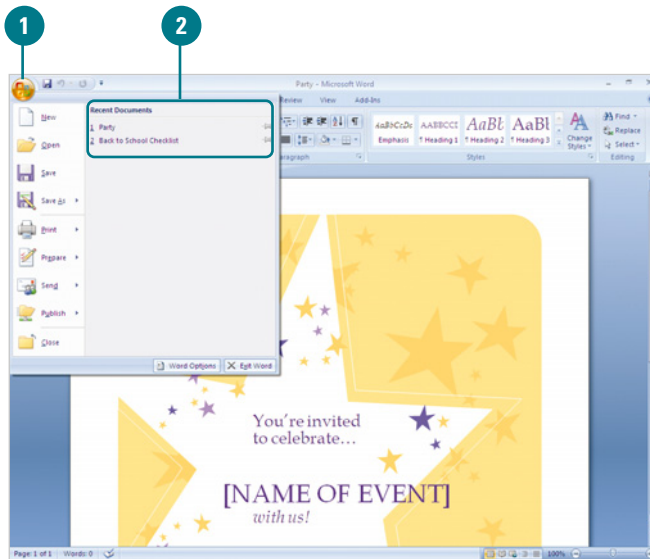 1
2
Party - Microsoft Word
Review View Add-Ins
New
Open
Save
Save As
Print
Prepare
Send
Publish
Close
Recent Documents
1 Party
2 Back to School Checklist
Word Options
Exit Word
AaBbCcDc AABBCCI AaBb AaBl
Emphasis ¶ Heading 1 ¶ Heading 2 ¶ Heading 3
Change
Styles
Find
Replace
Select
aragraph Styles Editing
You're invited
to celebrate...
[NAME OF EVENT]
with us!
Page: 1 of 1 Words: 0 100%